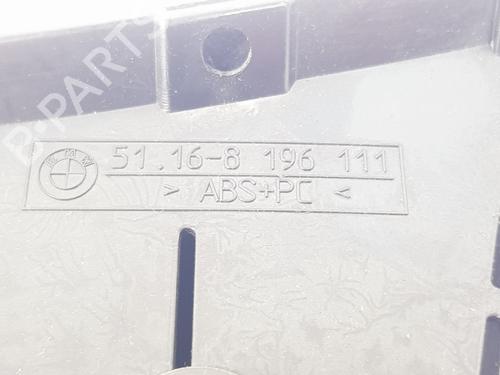 B-PARTS
BMW
51.16-8 196 111
> ABS+PC <